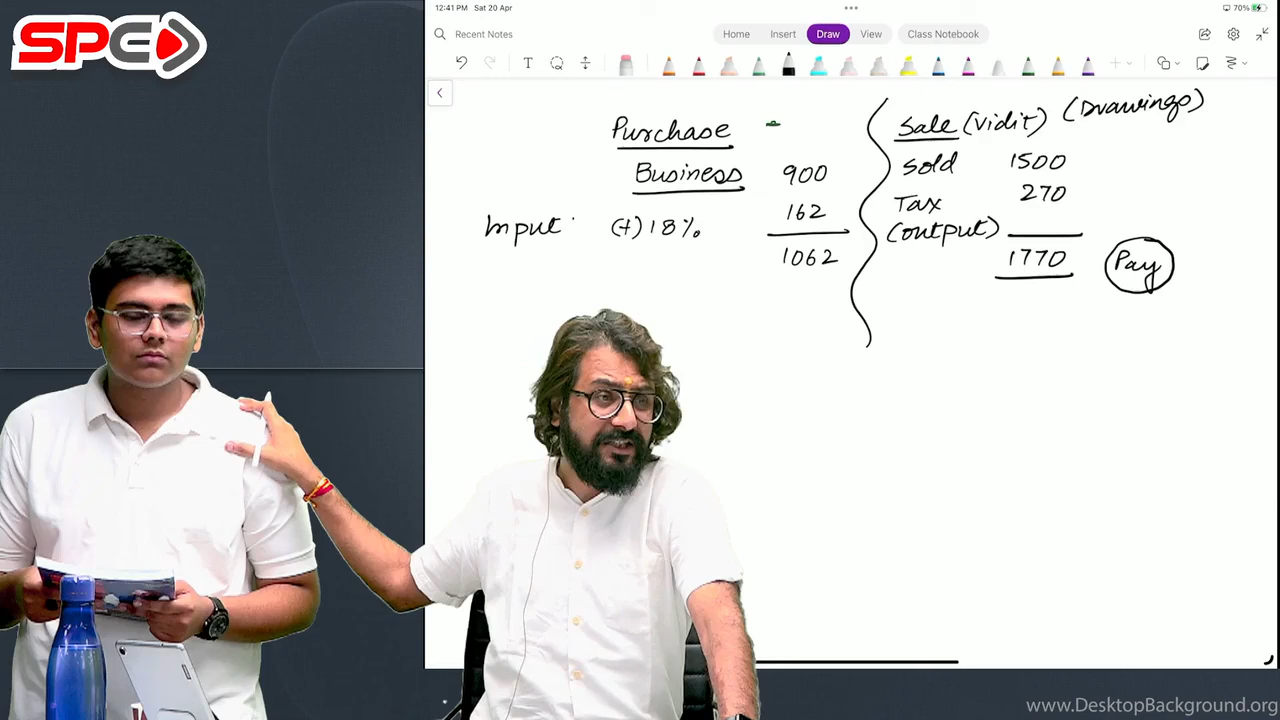 SPE
12:41 PM Sat 20 Apr
70%
Recent Notes
Home Insert Draw View Class Notebook
T
Purchase
Business 900
Input (+) 18% 162
1062
Sale (Vidit) (Drawings)
Sold 1500
Tax 270
(output)
1770 Pay
www.DesktopBackground.org